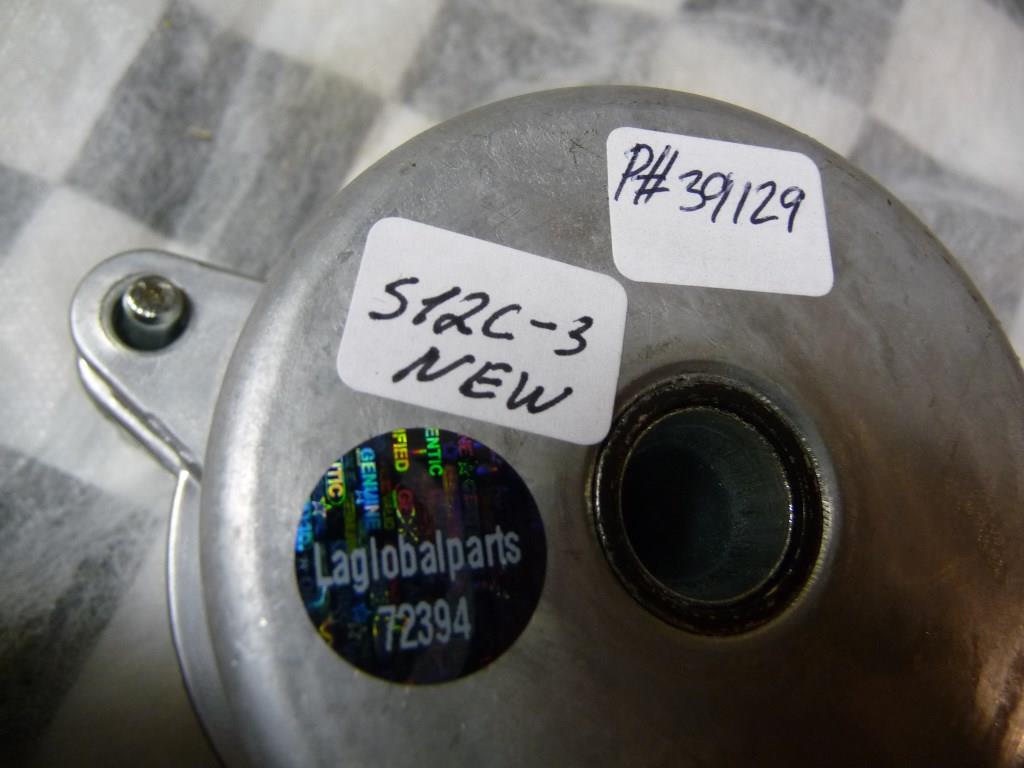 P# 39129
S12C-3
NEW
GENUINE
Laglobalparts
72394